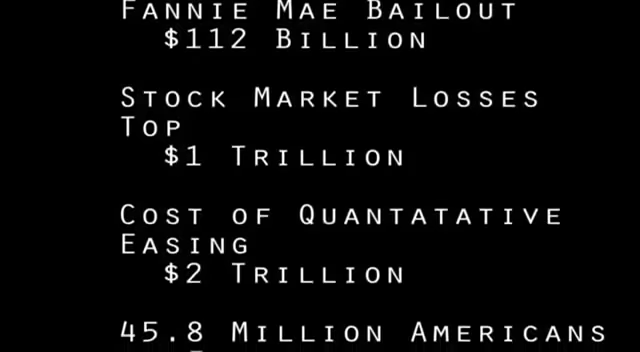 Fannie Mae Bailout
$112 Billion
Stock Market Losses
Top
$1 Trillion
Cost of Quantatative
Easing
$2 Trillion
45.8 Million Americans